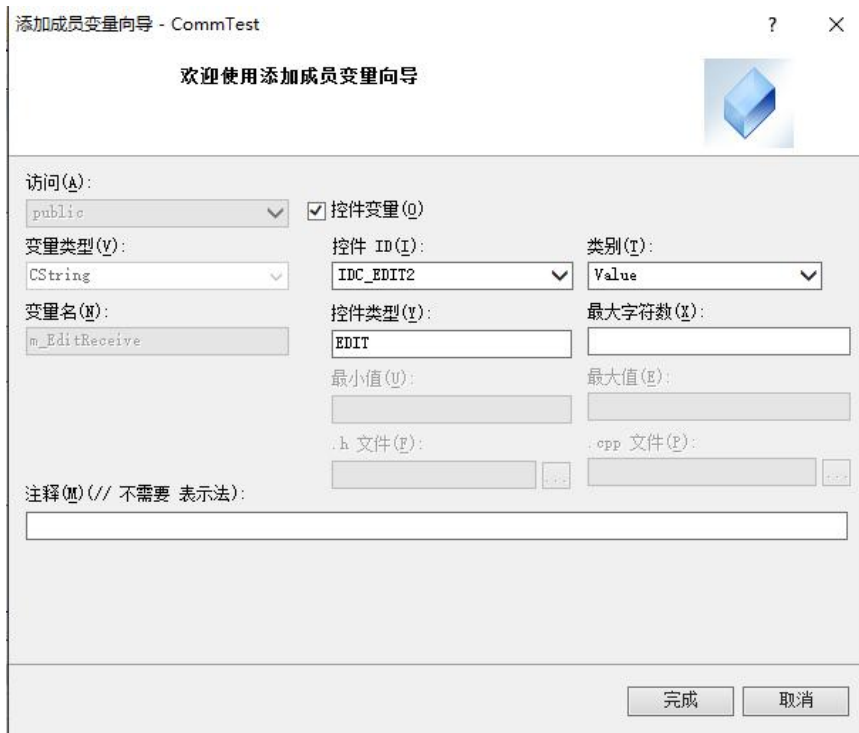 添加成员变量向导 - CommTest
欢迎使用添加成员变量向导
访问(A):
public
控件变量(O)
变量类型(V):
控件 ID(I):
类别(T):
CString
IDC_EDIT2
Value
变量名(N):
控件类型(Y):
最大字符数(X):
m_EditReceive
EDIT
最小值(U):
最大值(E):
.h 文件(F):
.cpp 文件(P):
...
...
注释(M)(// 不需要 表示法):
完成
取消